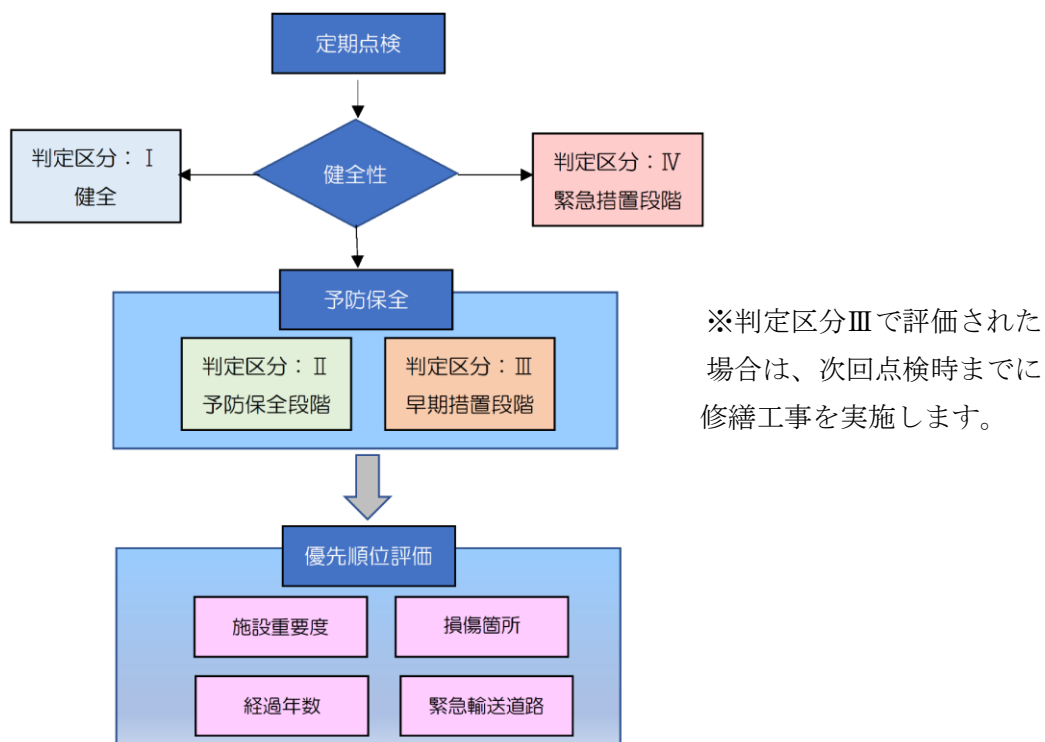 定期点検
判定区分：Ⅰ
健全
健全性
判定区分：Ⅳ
緊急措置段階
予防保全
判定区分：Ⅱ
予防保全段階
判定区分：Ⅲ
早期措置段階
※判定区分Ⅲで評価された
場合は、次回点検時までに
修繕工事を実施します。
優先順位評価
施設重要度
損傷箇所
経過年数
緊急輸送道路